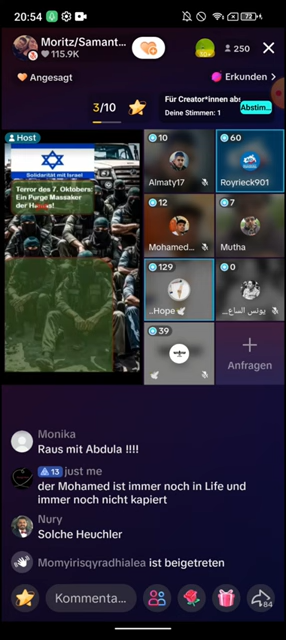 20:54
72
Moritz/Samant...
115.9K
250
Angesagt
Erkunden >
3/10
Für Creator*innen abs
Deine Stimmen: 1
Abstim...
Host
Solidarität mit Israel
Terror des 7. Oktobers:
Ein Purge Massaker
der Hamas!
10
Almaty17
60
Royrieck901
12
Mohamed...
7
Mutha
129
..Hope🕊
0
يونس الساع...
39
🕊
+
Anfragen
Monika
Raus mit Abdula !!!!
13 just me
der Mohamed ist immer noch in Life und
immer noch nicht kapiert
Nury
Solche Heuchler
Momyirisqyradhialea ist beigetreten
Kommenta...
84